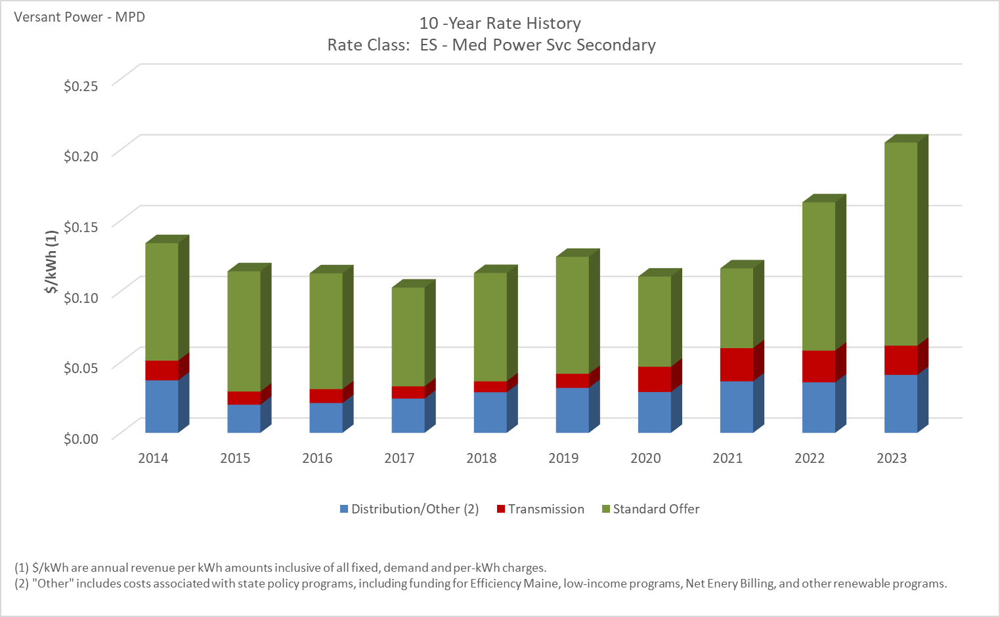 Versant Power - MPD
10 -Year Rate History
Rate Class:  ES - Med Power Svc Secondary
$0.25
$0.20
$0.15
$0.10
$0.05
$0.00
$/kWh (1)
2014 2015 2016 2017 2018 2019 2020 2021 2022 2023
Distribution/Other (2) Transmission Standard Offer
(1) $/kWh are annual revenue per kWh amounts inclusive of all fixed, demand and per-kWh charges.
(2) "Other" includes costs associated with state policy programs, including funding for Efficiency Maine, low-income programs, Net Enery Billing, and other renewable programs.